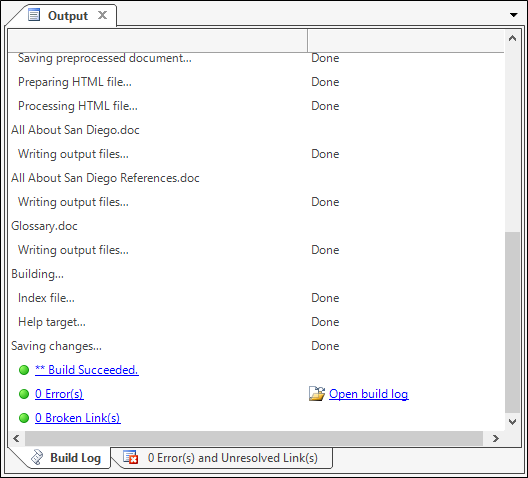 Output
Saving preprocessed document... Done
Preparing HTML file... Done
Processing HTML file... Done
All About San Diego.doc
Writing output files... Done
All About San Diego References.doc
Writing output files... Done
Glossary.doc
Writing output files... Done
Building...
Index file... Done
Help target... Done
Saving changes... Done
** Build Succeeded.
0 Error(s) Open build log
0 Broken Link(s)
Build Log 0 Error(s) and Unresolved Link(s)